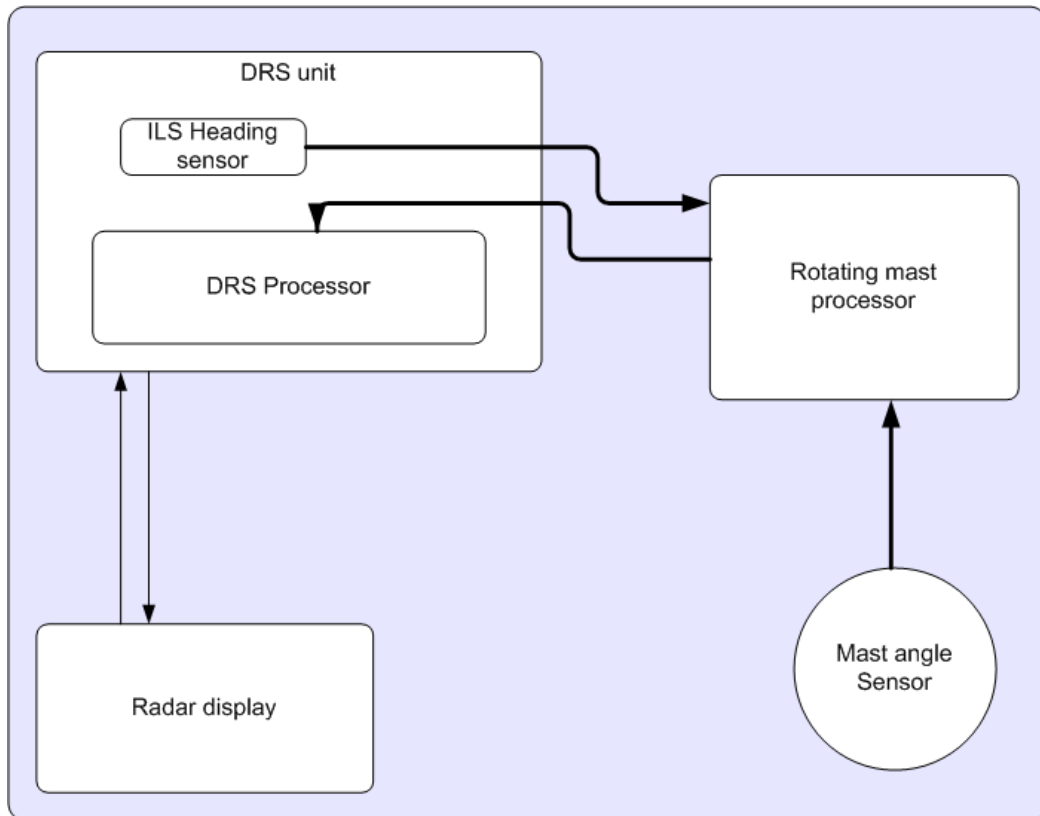 DRS unit
ILS Heading
sensor
DRS Processor
Rotating mast
processor
Mast angle
Sensor
Radar display